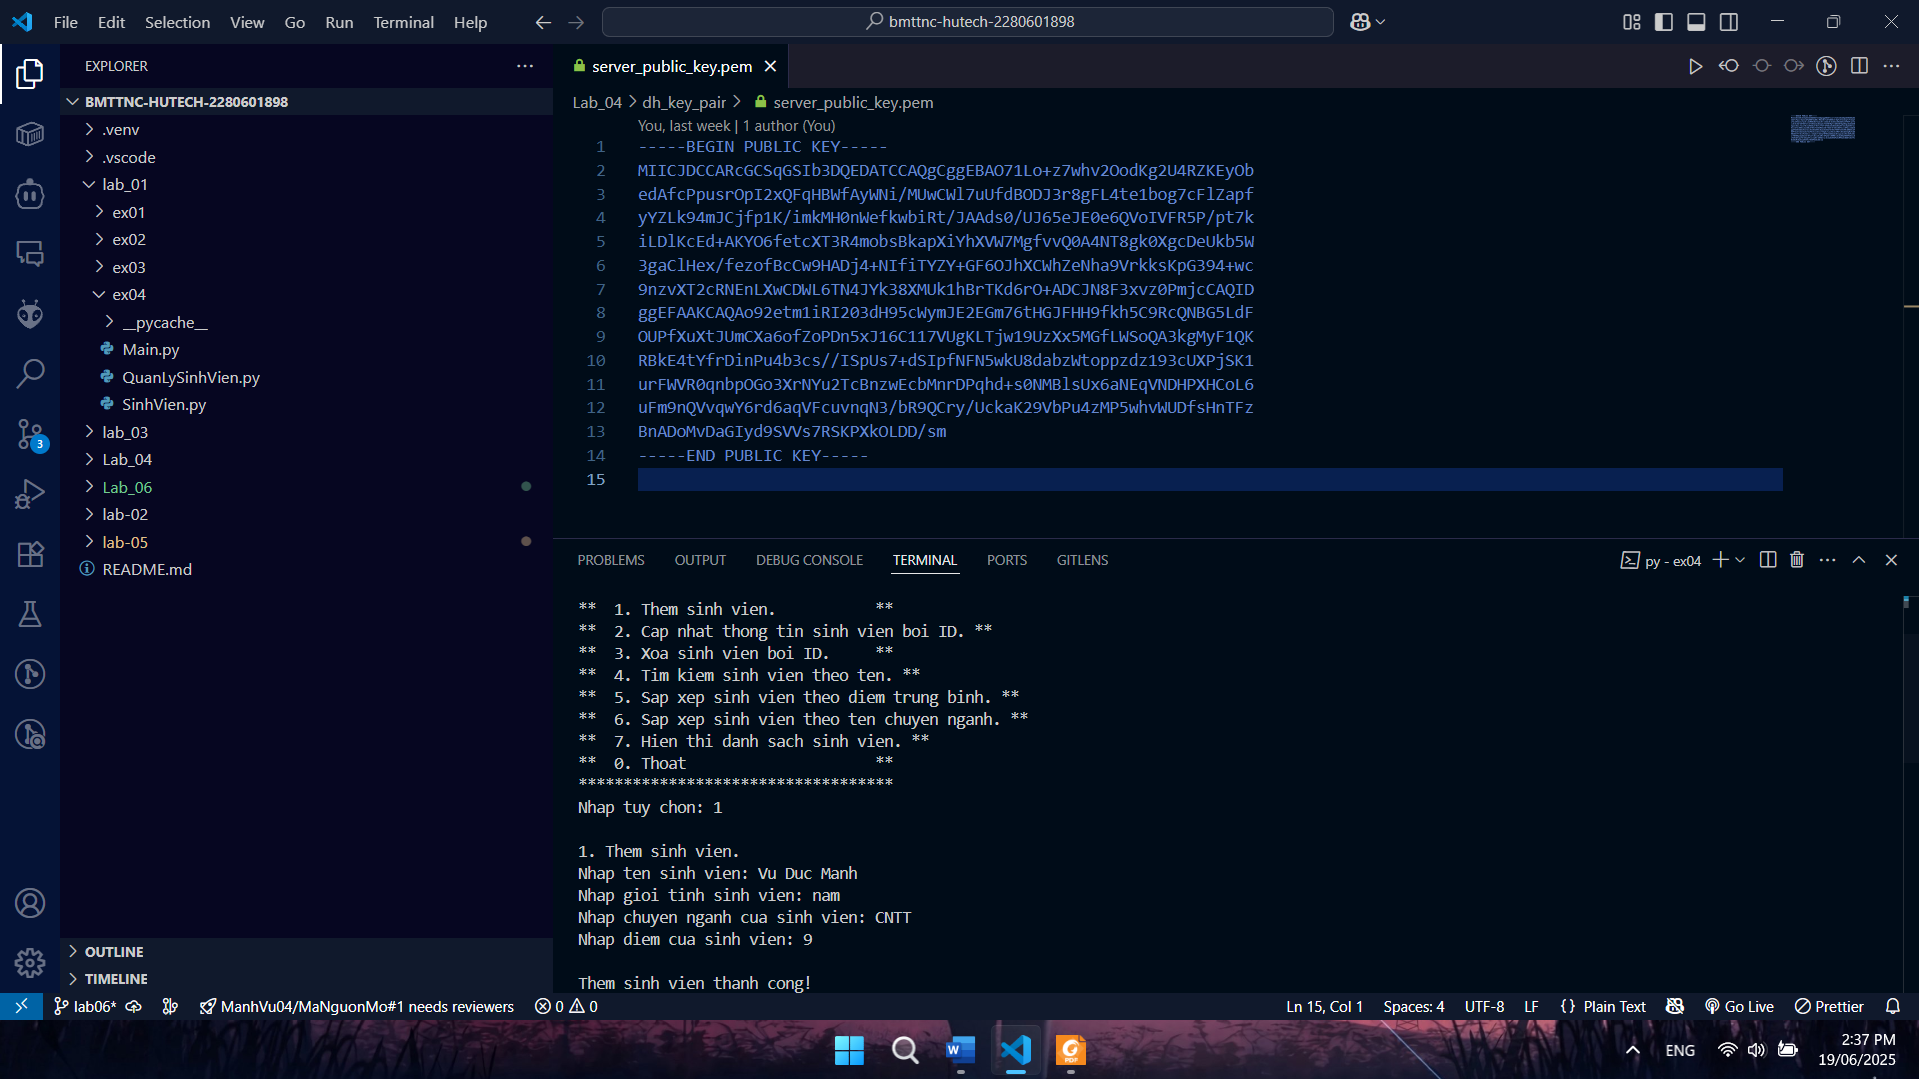 File Edit Selection View Go Run Terminal Help
bmttnc-hutech-2280601898
EXPLORER
BMTTNC-HUTECH-2280601898
.venv
.vscode
lab_01
ex01
ex02
ex03
ex04
__pycache__
Main.py
QuanLySinhVien.py
SinhVien.py
lab_03
Lab_04
Lab_06
lab-02
lab-05
README.md
OUTLINE
TIMELINE
3
server_public_key.pem
Lab_04 > dh_key_pair > server_public_key.pem
You, last week | 1 author (You)
1 -----BEGIN PUBLIC KEY-----
2 MIICJDCCARcGCSqGSIb3DQEDATCCAQgCggEBAO71Lo+z7whv2OodKg2U4RZKEyOb
3 edAfcPpusrOpI2xQFqHBWfAyWNi/MUwCWl7uUfdBODJ3r8gFL4te1bog7cFlZapf
4 yYZLk94mJCjfp1K/imkMH0nWefkwbiRt/JAAds0/UJ65eJE0e6QVoIVFR5P/pt7k
5 iLDlKcEd+AKYO6fetcXT3R4mobsBkapXiYhXVW7MgfvvQ0A4NT8gk0XgcDeUkb5W
6 3gaClHex/fezofBcCw9HADj4+NIfiTYZY+GF6OJhXCWhZeNha9VrkksKpG394+wc
7 9nzvXT2cRNEnLXwCDWL6TN4JYk38XMUk1hBrTKd6rO+ADCJN8F3xvz0PmjcCAQID
8 ggEFAAKCAQAo92etm1iRI203dH95cWymJE2EGm76tHGJFHH9fkh5C9RcQNBG5LdF
9 OUPfXuXtJUmCXa6ofZoPDn5xJ16C117VUgKLTjw19UzXx5MGfLWSoQA3kgMyF1QK
10 RBkE4tYfrDinPu4b3cs//ISpUs7+dSIpfNFN5wkU8dabzWtoppzdz193cUXPjSK1
11 urFWVR0qnbpOGo3XrNYu2TcBnzwEcbMnrDPqhd+s0NMBlsUx6aNEqVNDHPXHCoL6
12 uFm9nQVvqwY6rd6aqVFcuvnqN3/bR9QCry/UckaK29VbPu4zMP5whvWUDfsHnTFz
13 BnADoMvDaGIyd9SVVs7RSKPXkOLDD/sm
14 -----END PUBLIC KEY-----
15
PROBLEMS OUTPUT DEBUG CONSOLE TERMINAL PORTS GITLENS
py - ex04
** 1. Them sinh vien. **
** 2. Cap nhat thong tin sinh vien boi ID. **
** 3. Xoa sinh vien boi ID. **
** 4. Tim kiem sinh vien theo ten. **
** 5. Sap xep sinh vien theo diem trung binh. **
** 6. Sap xep sinh vien theo ten chuyen nganh. **
** 7. Hien thi danh sach sinh vien. **
** 0. Thoat **
***********************************
Nhap tuy chon: 1
1. Them sinh vien.
Nhap ten sinh vien: Vu Duc Manh
Nhap gioi tinh sinh vien: nam
Nhap chuyen nganh cua sinh vien: CNTT
Nhap diem cua sinh vien: 9
Them sinh vien thanh cong!
lab06* ManhVu04/MaNguonMo#1 needs reviewers 0 0 Ln 15, Col 1 Spaces: 4 UTF-8 LF {} Plain Text Go Live Prettier
ENG
2:37 PM
19/06/2025